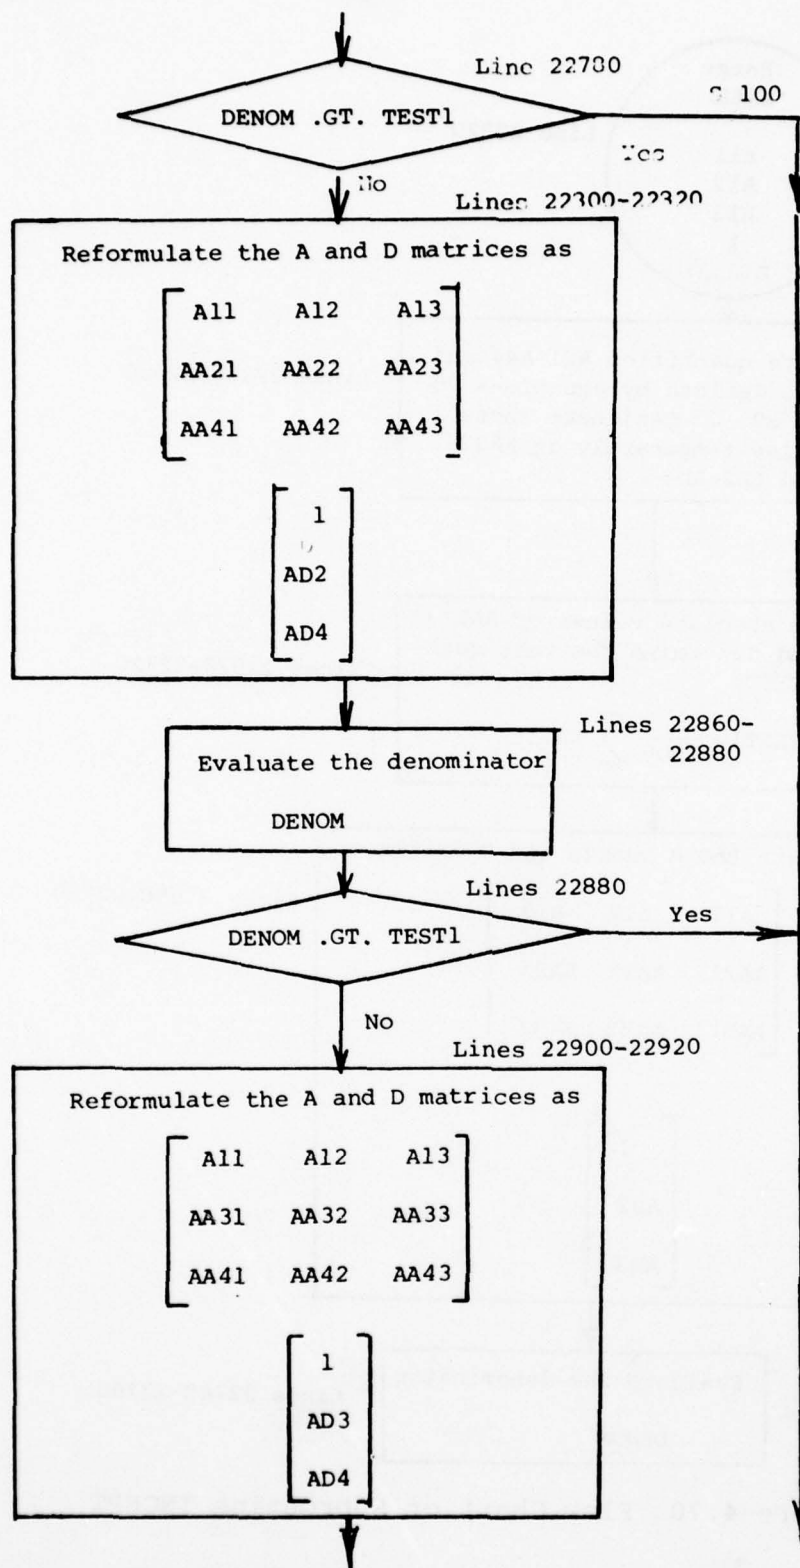 Line 22780
DENOM .GT. TEST1
100
Yes
No
Lines 22300-22320
Reformulate the A and D matrices as
A11 A12 A13
AA21 AA22 AA23
AA41 AA42 AA43
1
AD2
AD4
Lines 22860-
22880
Evaluate the denominator
DENOM
Lines 22880
DENOM .GT. TEST1
Yes
No
Lines 22900-22920
Reformulate the A and D matrices as
A11 A12 A13
AA31 AA32 AA33
AA41 AA42 AA43
1
AD3
AD4